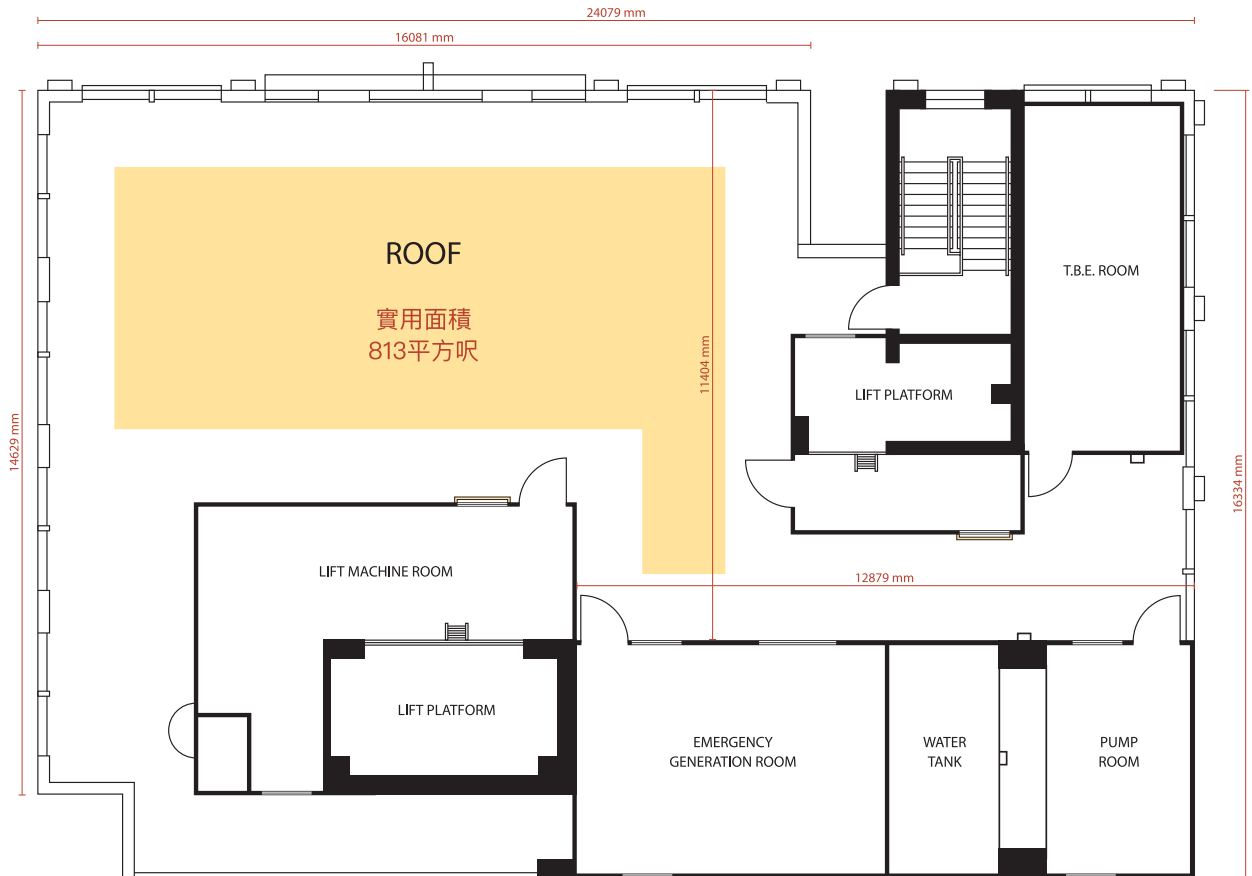 24079 mm
16081 mm
ROOF
實用面積
813平方呎
T.B.E. ROOM
11404 mm
LIFT PLATFORM
14629 mm
16334 mm
LIFT MACHINE ROOM
12879 mm
LIFT PLATFORM
EMERGENCY
GENERATION ROOM
WATER
TANK
PUMP
ROOM